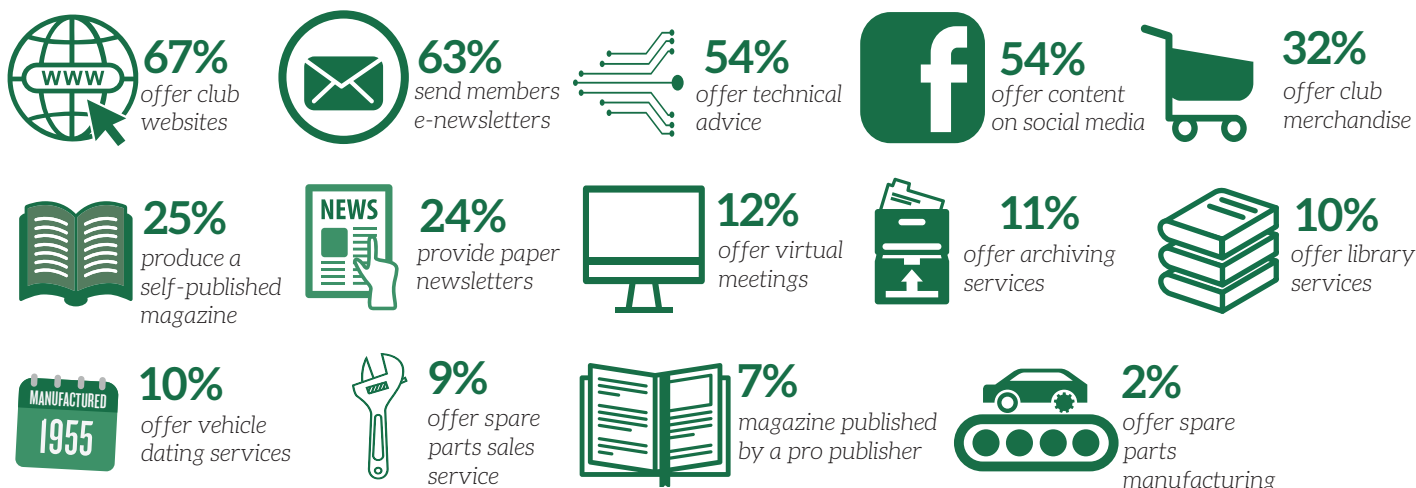 WWW
67%
offer club
websites
63%
send members
e-newsletters
54%
offer technical
advice
f
54%
offer content
on social media
32%
offer club
merchandise
25%
produce a
self-published
magazine
NEWS
24%
provide paper
newsletters
12%
offer virtual
meetings
11%
offer archiving
services
10%
offer library
services
MANUFACTURED
1955
10%
offer vehicle
dating services
9%
offer spare
parts sales
service
7%
magazine published
by a pro publisher
2%
offer spare
parts
manufacturing